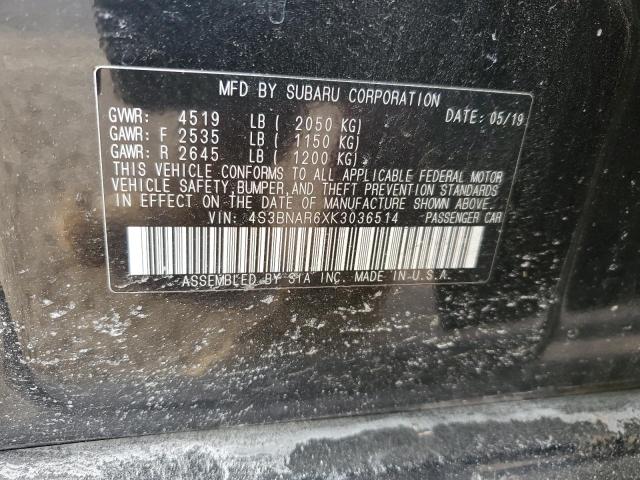 MFD BY SUBARU CORPORATION
GVWR: 4519 LB ( 2050 KG) DATE: 05/19
GAWR: F 2535 LB ( 1150 KG)
GAWR: R 2645 LB ( 1200 KG)
THIS VEHICLE CONFORMS TO ALL APPLICABLE FEDERAL MOTOR
VEHICLE SAFETY, BUMPER, AND THEFT PREVENTION STANDARDS
IN EFFECT ON THE DATE OF MANUFACTURE SHOWN ABOVE.
VIN: 4S3BNAR6XK3036514 PASSENGER CAR
ASSEMBLED BY SIA INC. MADE IN U.S.A.